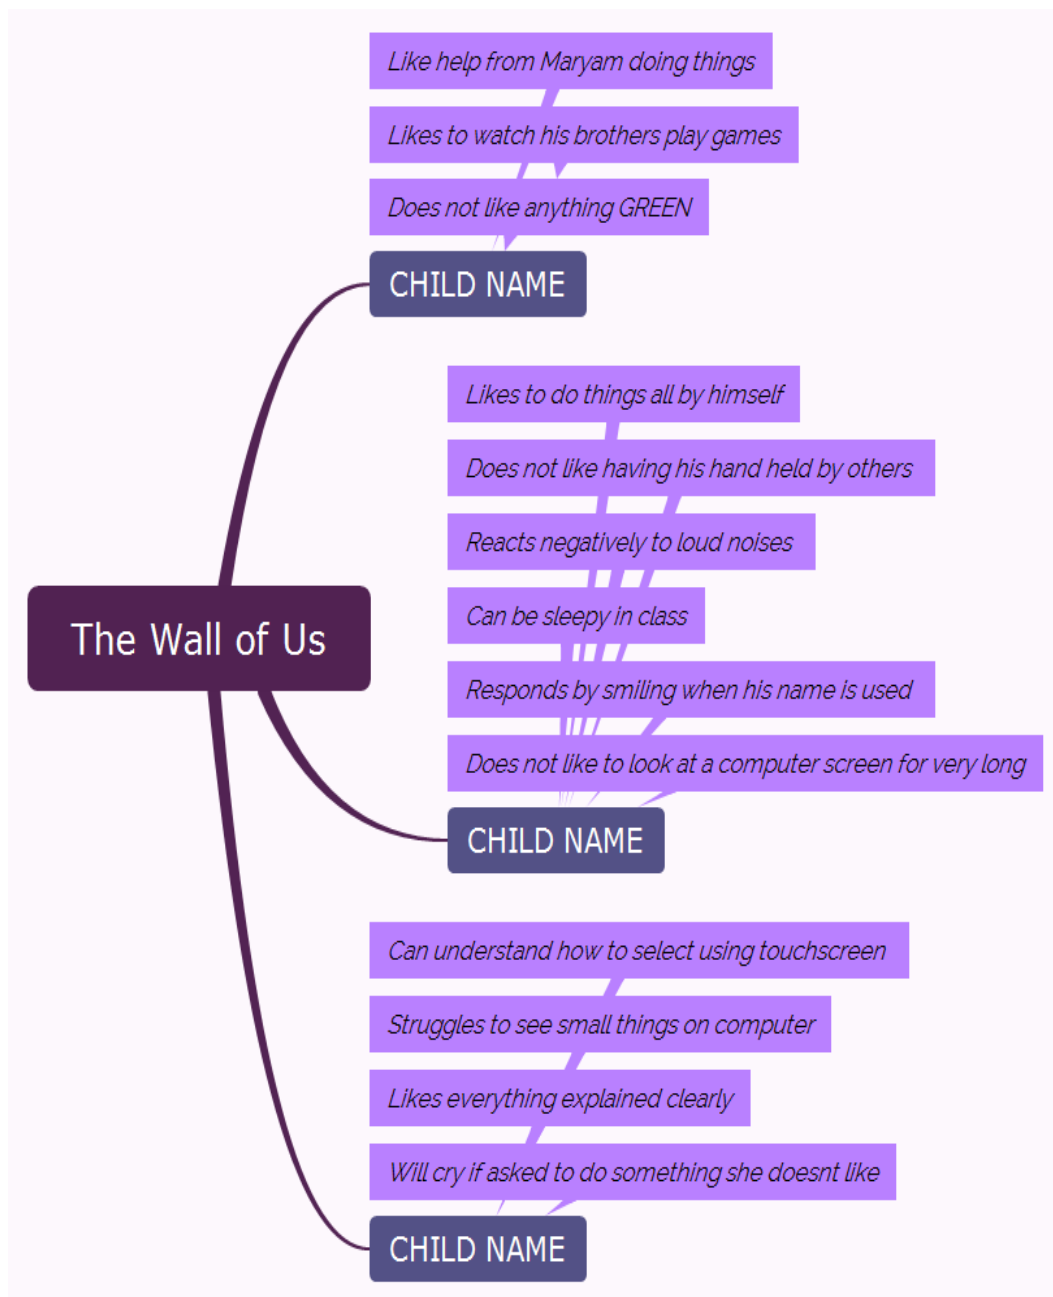 Like help from Maryam doing things
Likes to watch his brothers play games
Does not like anything GREEN
CHILD NAME
Likes to do things all by himself
Does not like having his hand held by others
Reacts negatively to loud noises
Can be sleepy in class
Responds by smiling when his name is used
Does not like to look at a computer screen for very long
CHILD NAME
The Wall of Us
Can understand how to select using touchscreen
Struggles to see small things on computer
Likes everything explained clearly
Will cry if asked to do something she doesnt like
CHILD NAME